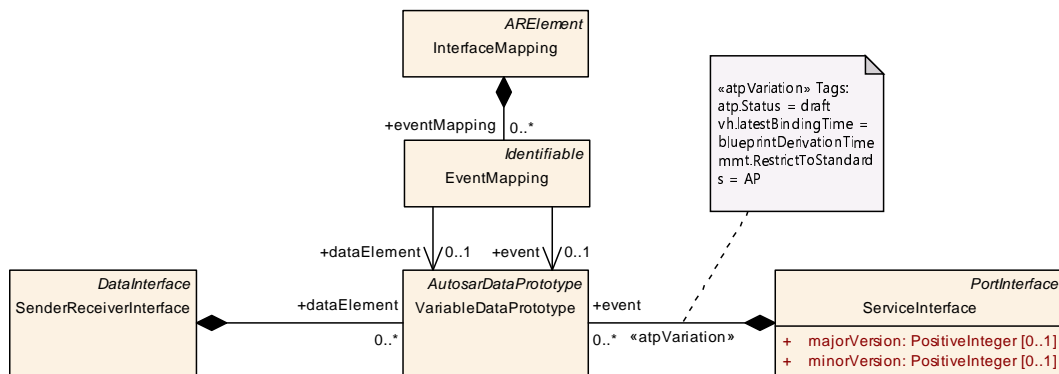 ARElement
InterfaceMapping
«atpVariation» Tags:
atp.Status = draft
vh.latestBindingTime =
blueprintDerivationTime
mmt.RestrictToStandard
s = AP
+eventMapping
0..*
Identifiable
EventMapping
+dataElement
0..1
+event
0..1
DataInterface
SenderReceiverInterface
+dataElement
0..*
AutosarDataPrototype
VariableDataPrototype
+event
0..*
«atpVariation»
PortInterface
ServiceInterface
+ majorVersion: PositiveInteger [0..1]
+ minorVersion: PositiveInteger [0..1]